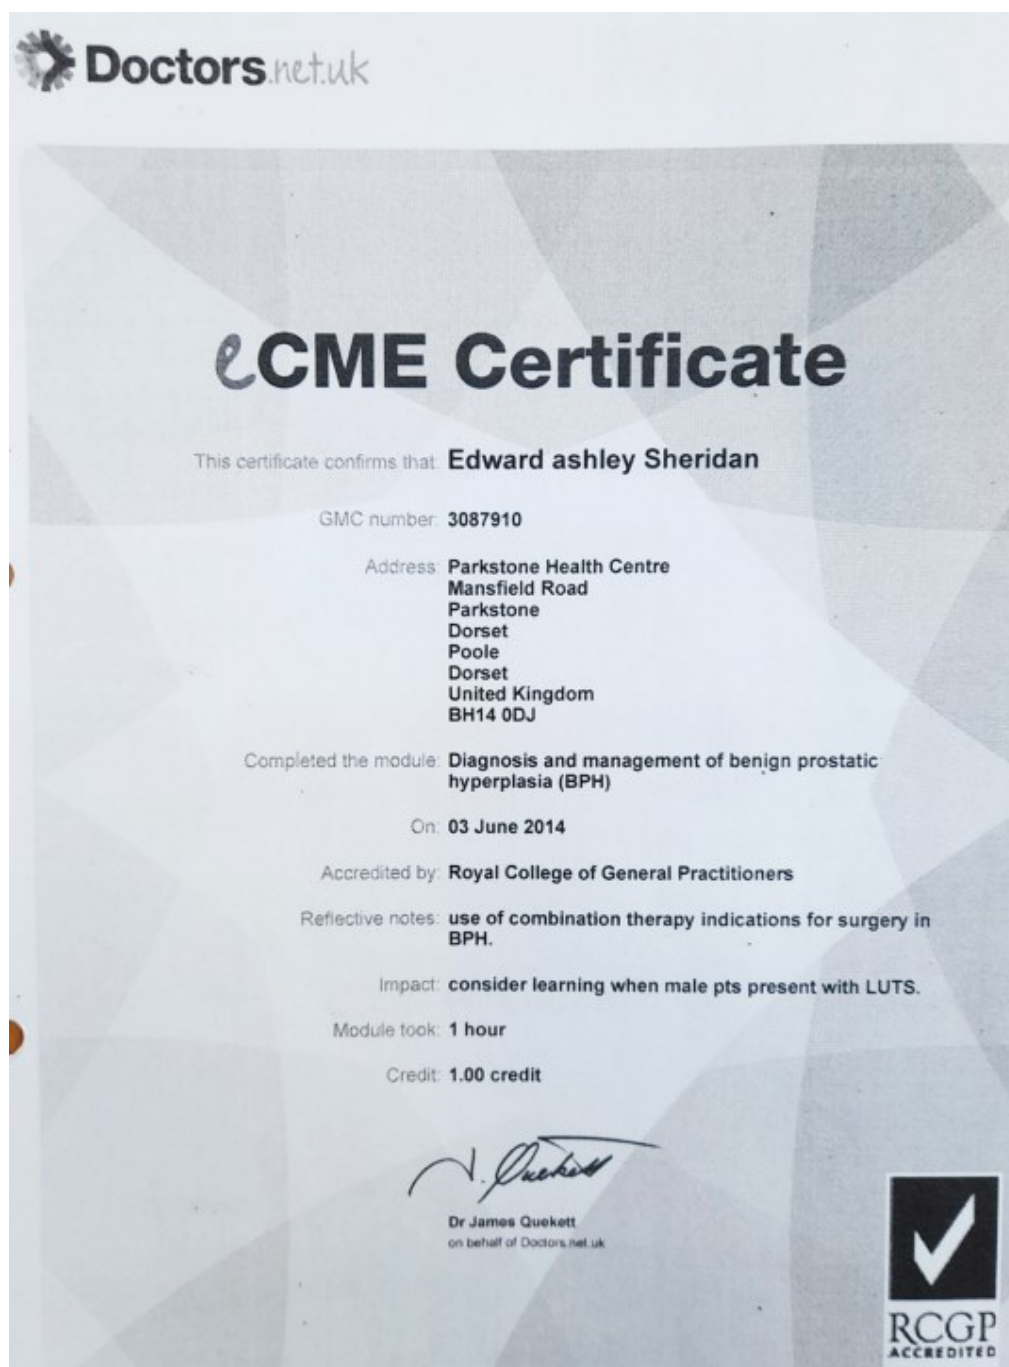 Doctors.net.uk
eCME Certificate
This certificate confirms that: Edward ashley Sheridan
GMC number: 3087910
Address: Parkstone Health Centre
Mansfield Road
Parkstone
Dorset
Poole
Dorset
United Kingdom
BH14 0DJ
Completed the module: Diagnosis and management of benign prostatic
hyperplasia (BPH)
On: 03 June 2014
Accredited by: Royal College of General Practitioners
Reflective notes: use of combination therapy indications for surgery in
BPH.
Impact: consider learning when male pts present with LUTS.
Module took: 1 hour
Credit: 1.00 credit
J. Quekett
Dr James Quekett
on behalf of Doctors.net.uk
RCGP
ACCREDITED